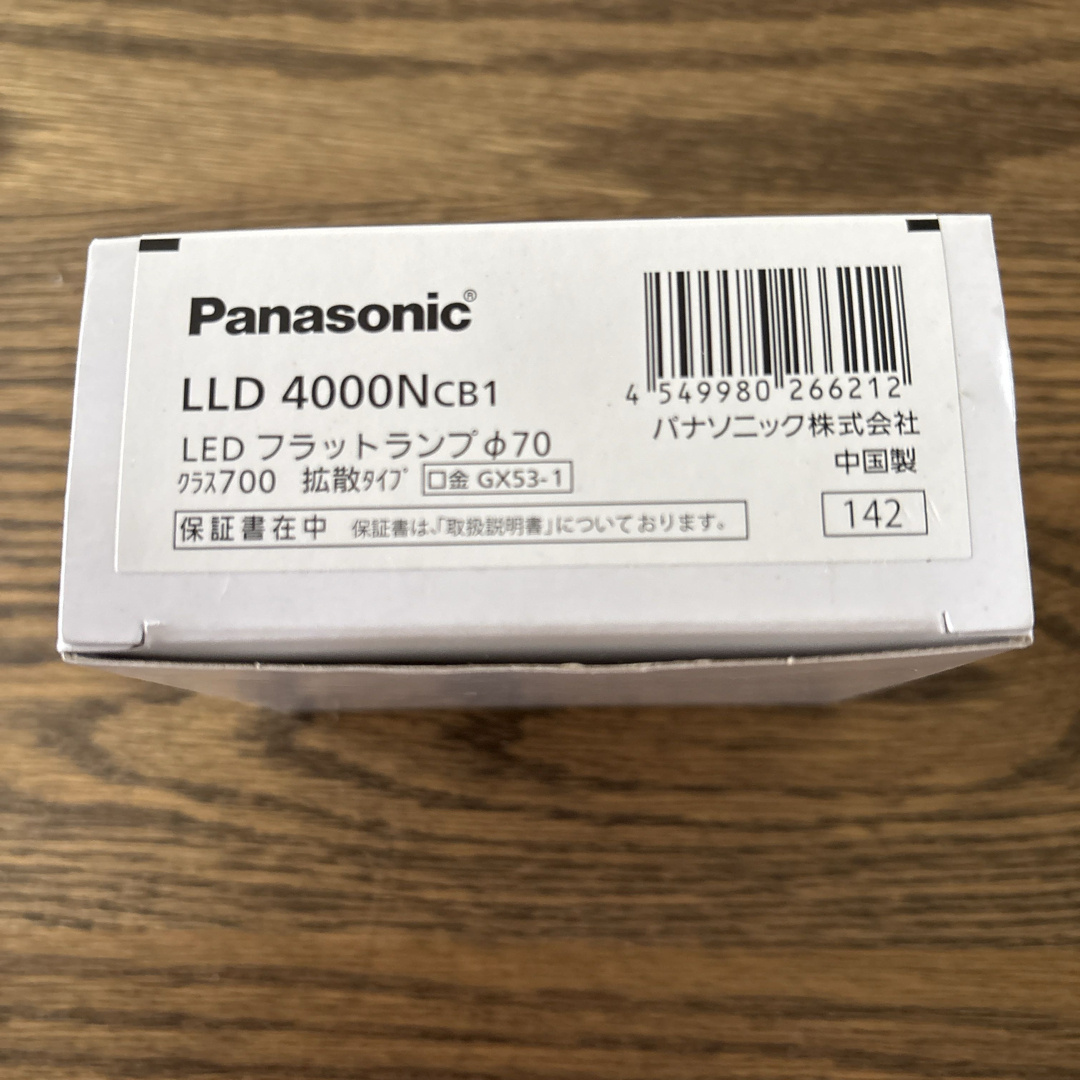 Panasonic®
LLD 4000NCB1
LED フラットランプφ70
クラス700 拡散タイプ 口金 GX53-1
保証書在中 保証書は、「取扱説明書」についております。
4 549980 266212
パナソニック株式会社
中国製
142